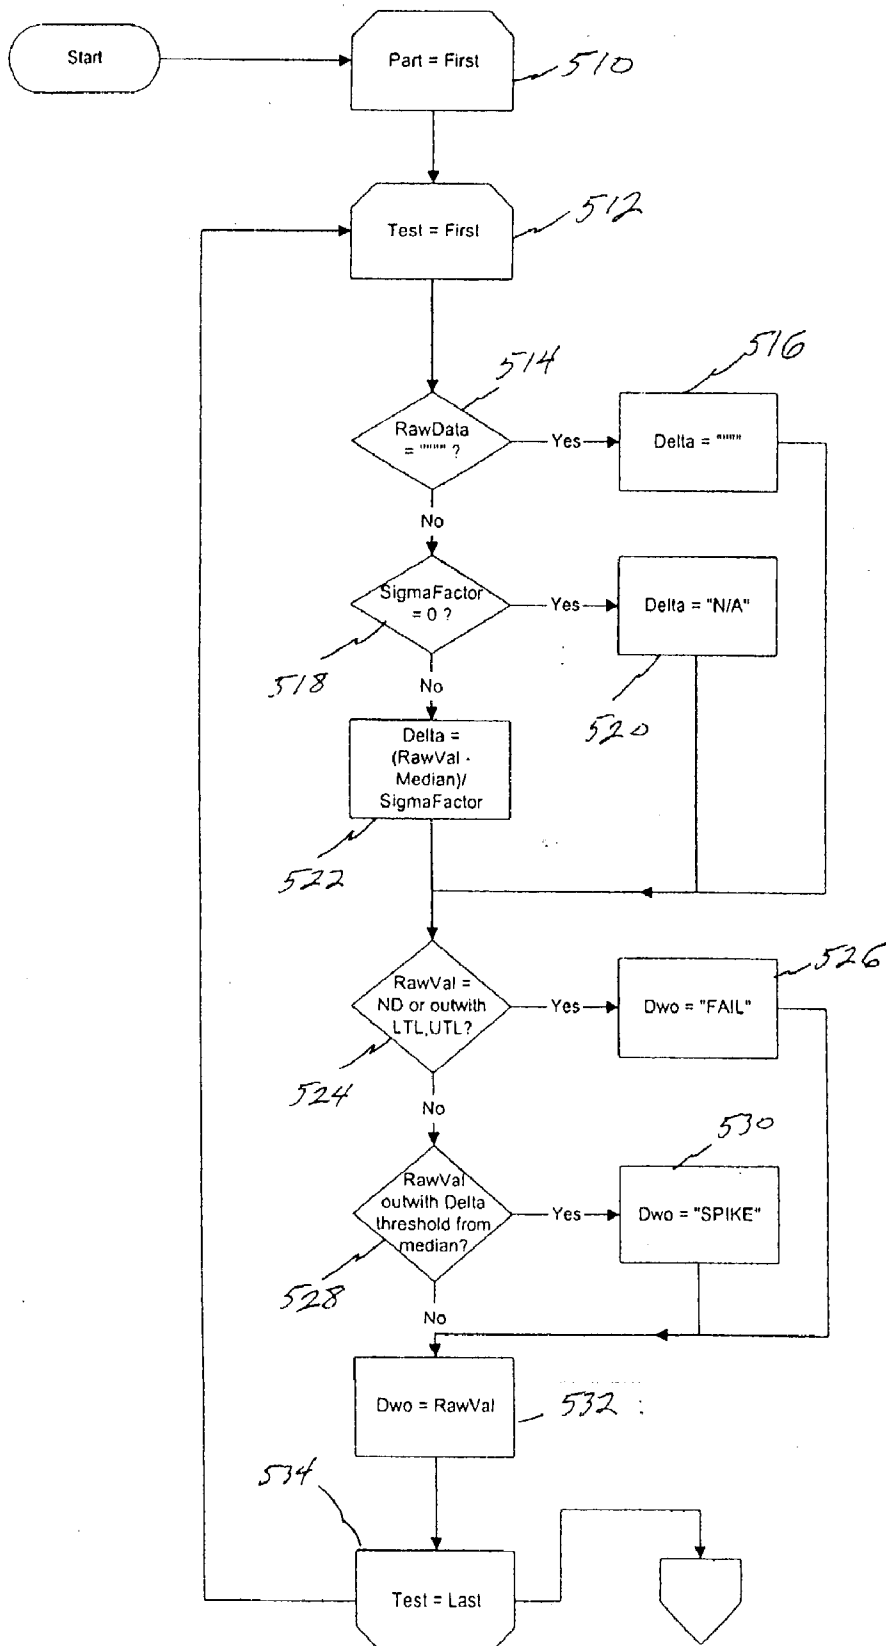 Start
Part = First
510
Test = First
512
514
516
RawData
= """" ?
Yes
Delta = """"
No
SigmaFactor
= 0 ?
Yes
Delta = "N/A"
518
No
520
Delta =
(RawVal -
Median)/
SigmaFactor
522
RawVal =
ND or outwith
LTL,UTL?
Yes
Dwo = "FAIL"
526
524
No
530
RawVal
outwith Delta
threshold from
median?
Yes
Dwo = "SPIKE"
528
No
Dwo = RawVal
532
534
Test = Last